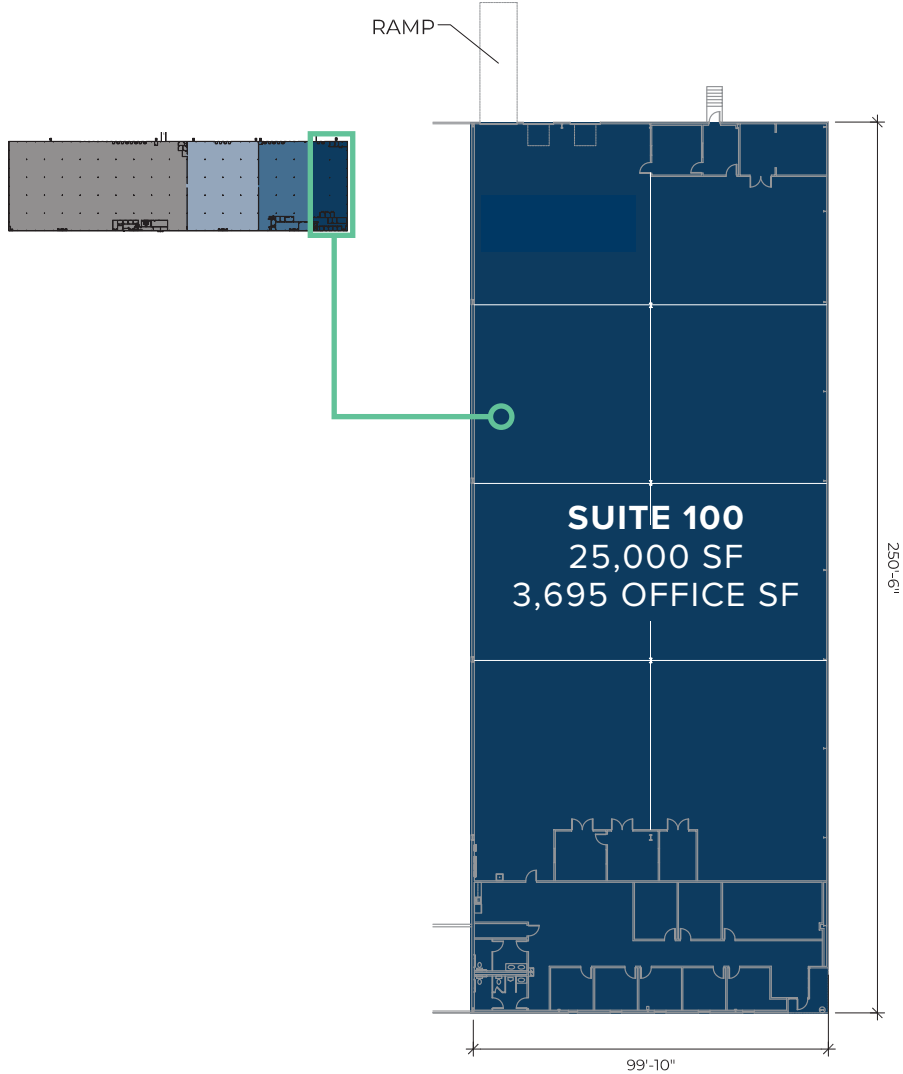 RAMP
SUITE 100
25,000 SF
3,695 OFFICE SF
250'-6"
99'-10"